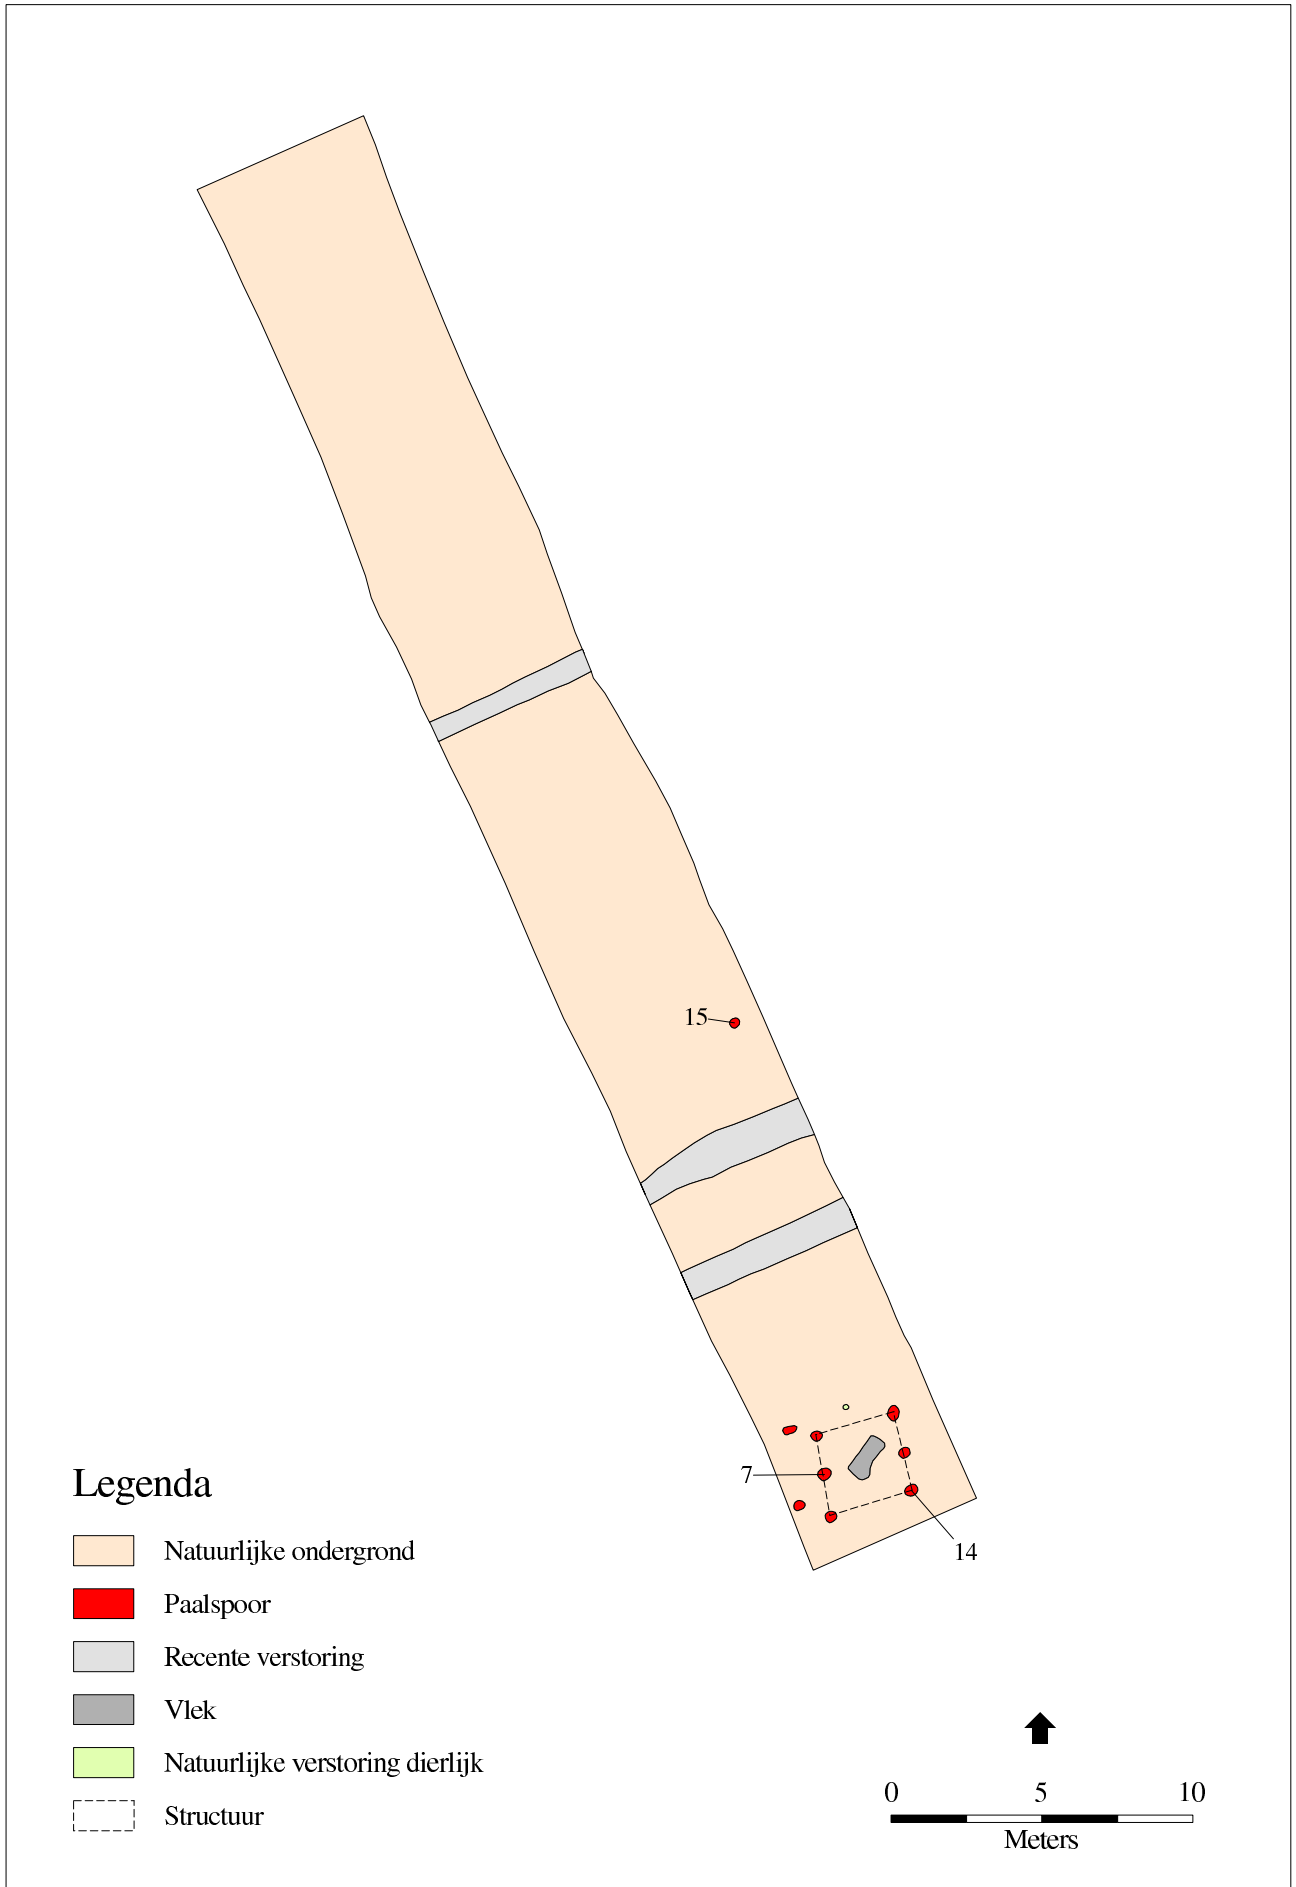 15
7
14
Legenda
Natuurlijke ondergrond
Paalspoor
Recente verstoring
Vlek
Natuurlijke verstoring dierlijk
Structuur
0 5 10
Meters